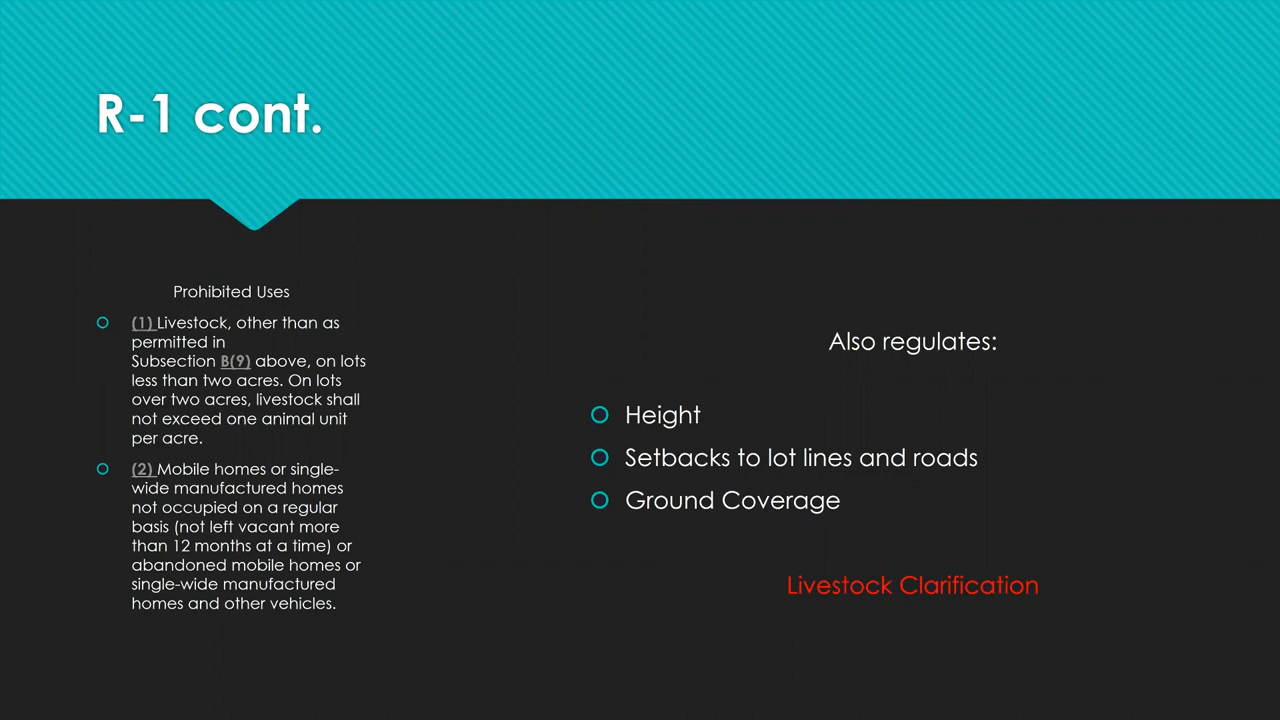 R-1 cont.
Prohibited Uses
(1) Livestock, other than as
permitted in
Subsection B(9) above, on lots
less than two acres. On lots
over two acres, livestock shall
not exceed one animal unit
per acre.
(2) Mobile homes or single-
wide manufactured homes
not occupied on a regular
basis (not left vacant more
than 12 months at a time) or
abandoned mobile homes or
single-wide manufactured
homes and other vehicles.
Also regulates:
Height
Setbacks to lot lines and roads
Ground Coverage
Livestock Clarification